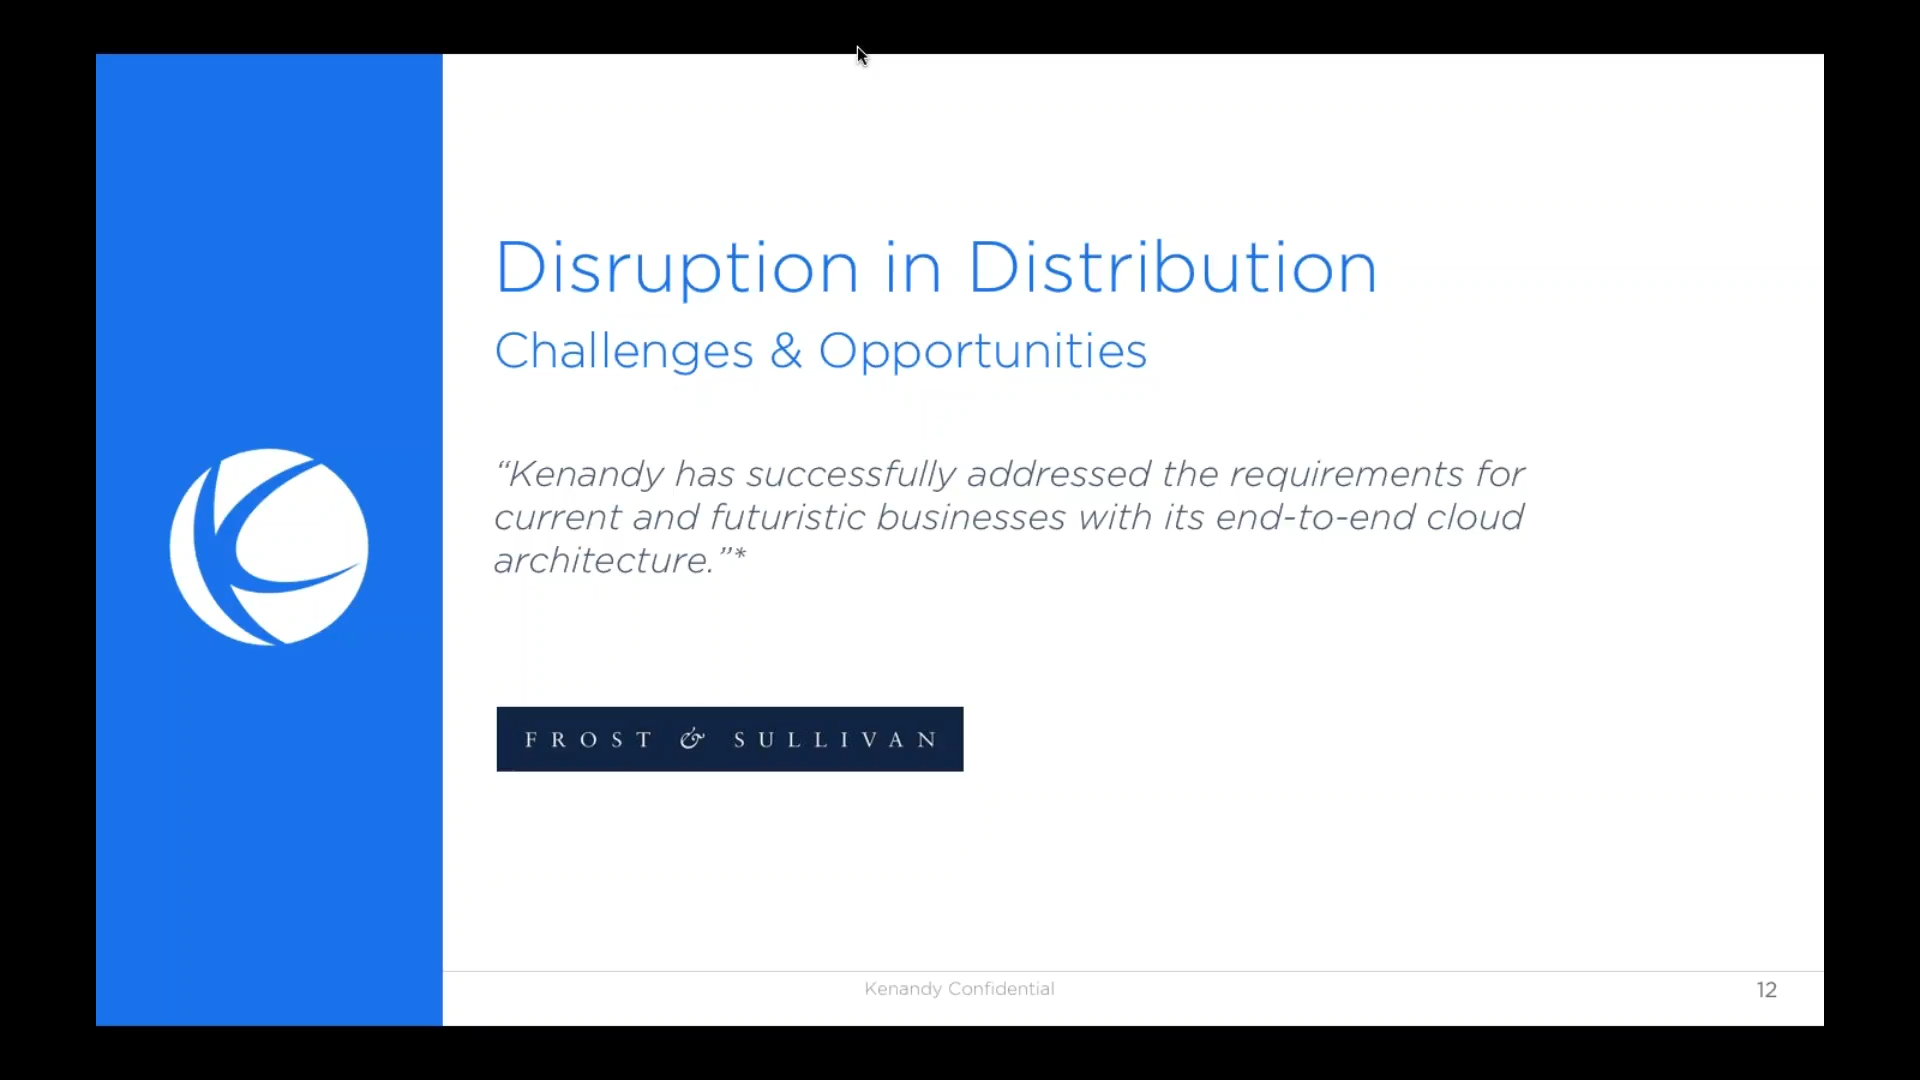 Disruption in Distribution
Challenges & Opportunities
“Kenandy has successfully addressed the requirements for
current and futuristic businesses with its end-to-end cloud
architecture.”*
FROST & SULLIVAN
Kenandy Confidential
12